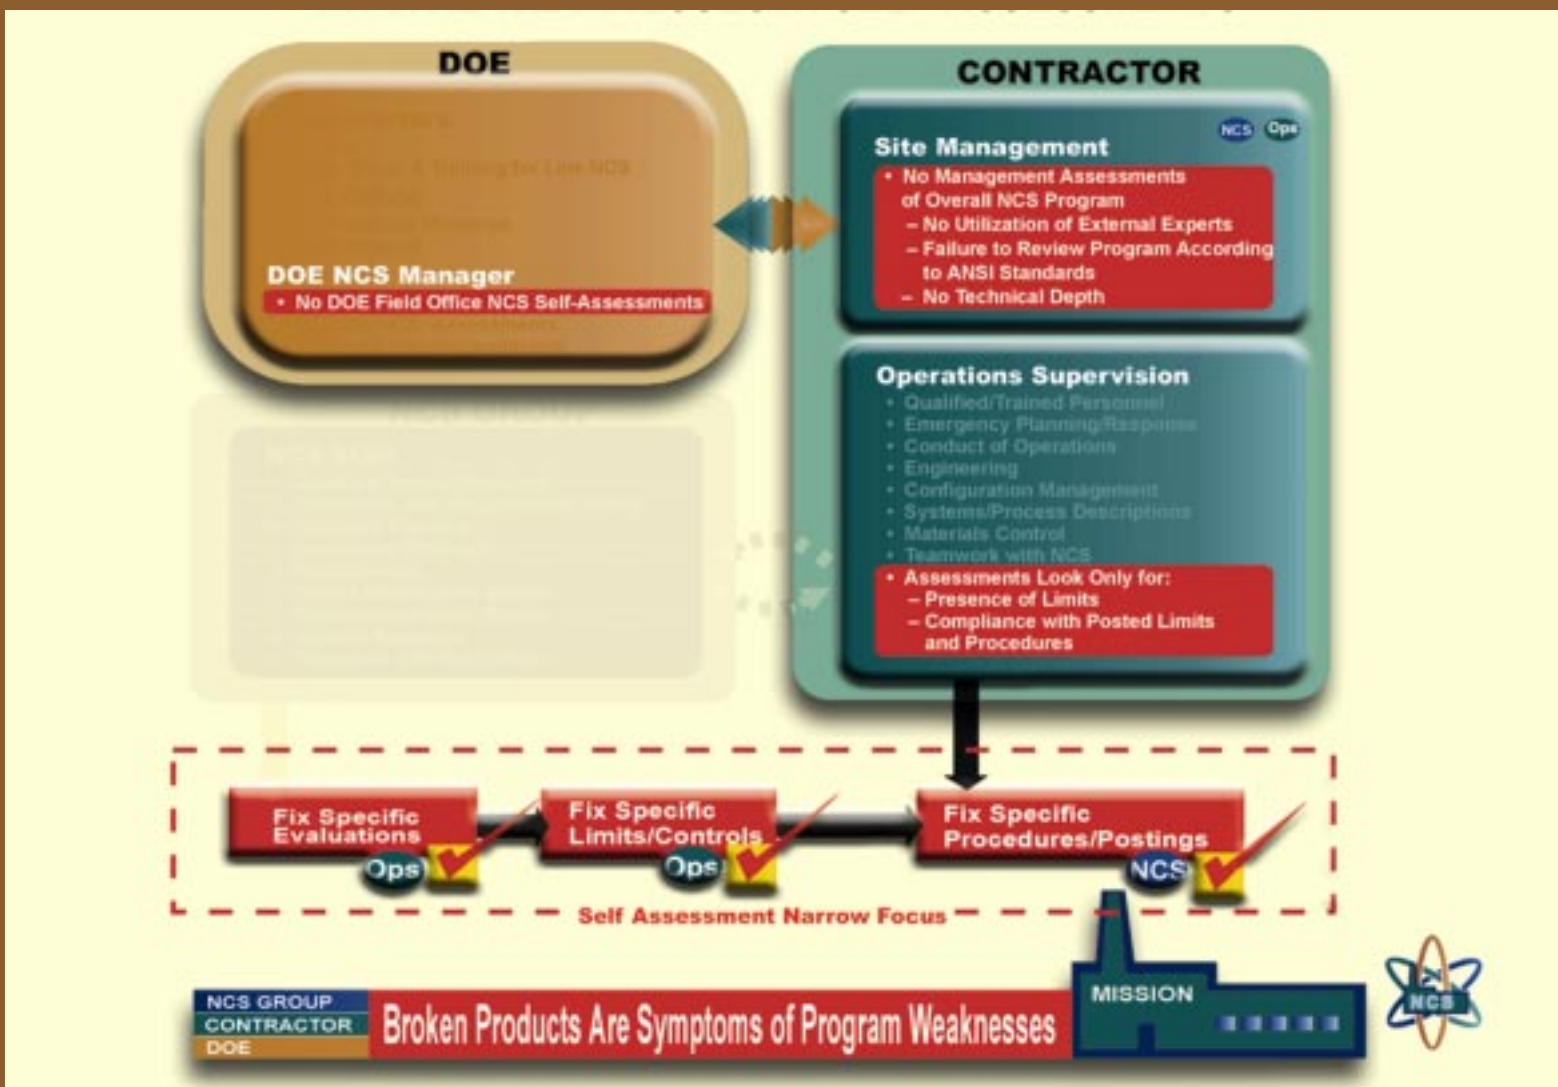 DOE
DOE NCS Manager
• No DOE Field Office NCS Self-Assessments
CONTRACTOR
NCS Ops
Site Management
• No Management Assessments
of Overall NCS Program
– No Utilization of External Experts
– Failure to Review Program According
to ANSI Standards
– No Technical Depth
Operations Supervision
• Qualified/Trained Personnel
• Emergency Planning/Response
• Conduct of Operations
• Engineering
• Configuration Management
• Systems/Process Descriptions
• Materials Control
• Teamwork with NCS
• Assessments Look Only for:
– Presence of Limits
– Compliance with Posted Limits
and Procedures
Fix Specific
Evaluations
Ops
Fix Specific
Limits/Controls
Ops
Fix Specific
Procedures/Postings
NCS
Self Assessment Narrow Focus
NCS GROUP
CONTRACTOR
DOE
Broken Products Are Symptoms of Program Weaknesses
MISSION
NCS